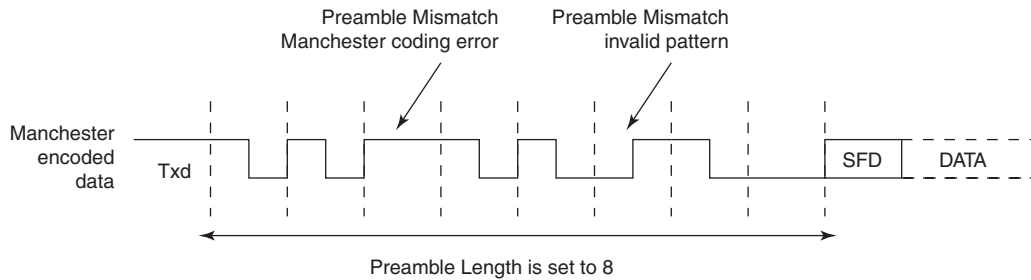 Preamble Mismatch
Manchester coding error
Preamble Mismatch
invalid pattern
Manchester
encoded
data
Txd
SFD
DATA
Preamble Length is set to 8